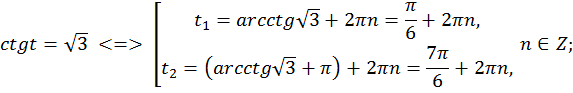 ctgt = √3 <=> [ t₁ = arcctg√3 + 2πn = π/6 + 2πn,
t₂ = (arcctg√3 + π) + 2πn = 7π/6 + 2πn, n ∈ Z;